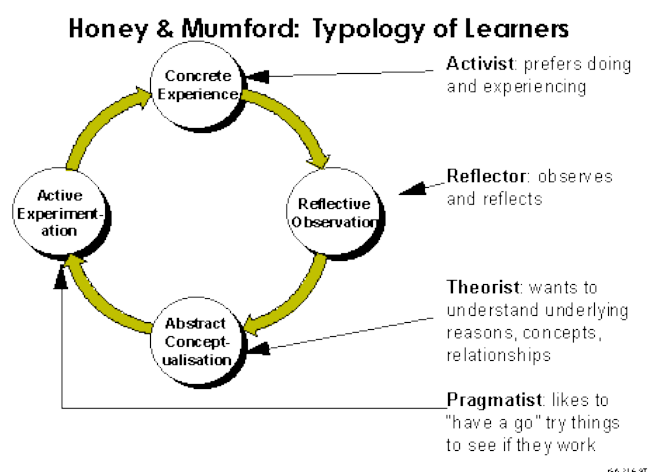 Honey & Mumford: Typology of Learners
Concrete
Experience
Activist: prefers doing
and experiencing
Reflective
Observation
Reflector: observes
and reflects
Active
Experiment-
ation
Abstract
Concept-
ualisation
Theorist: wants to
understand underlying
reasons, concepts,
relationships
Pragmatist: likes to
"have a go" try things
to see if they work